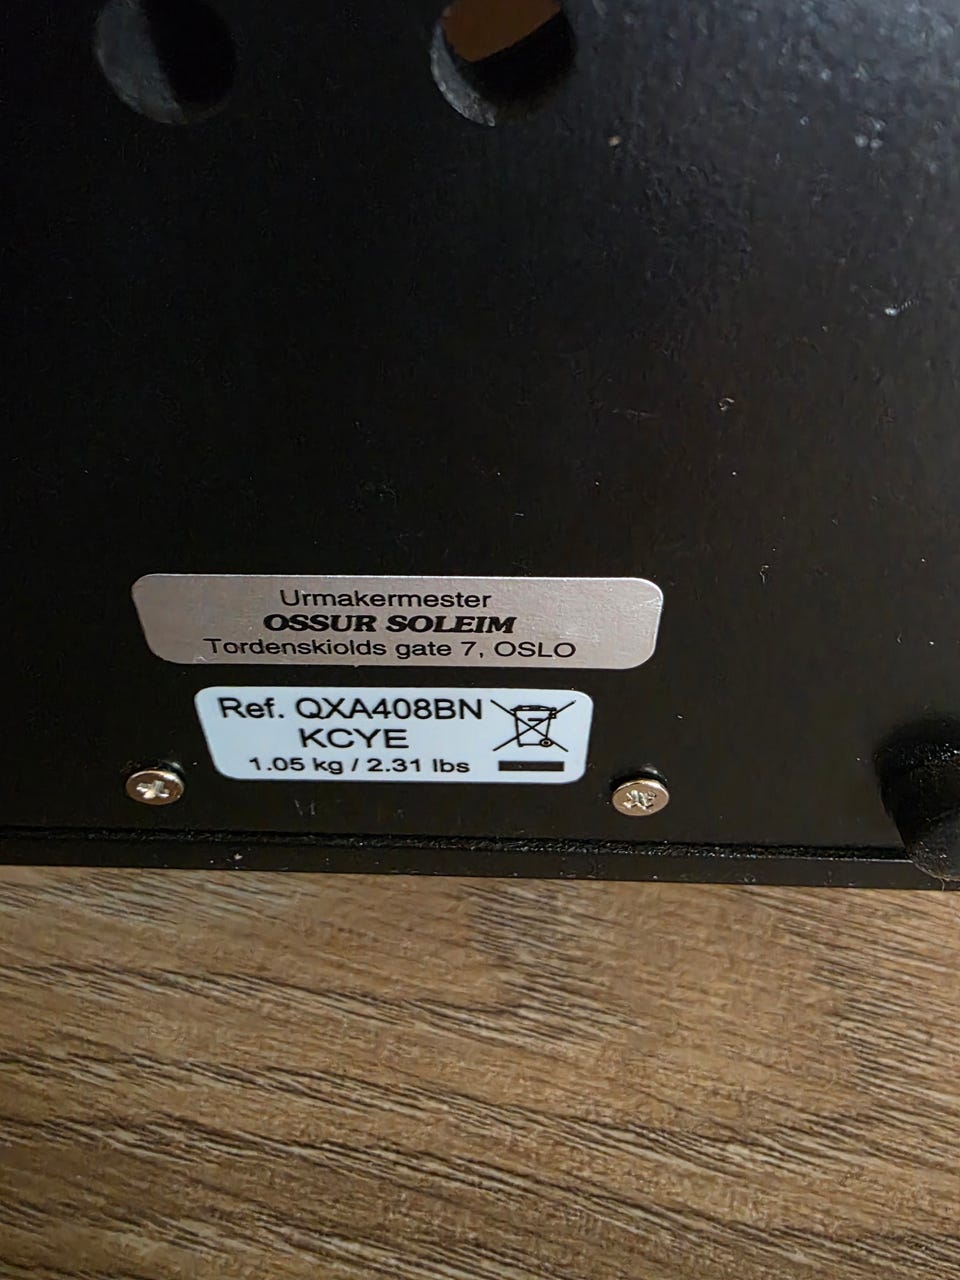 Urmakermester
OSSUR SOLEIM
Tordenskiolds gate 7, OSLO
Ref. QXA408BN
KCYE
1.05 kg / 2.31 lbs